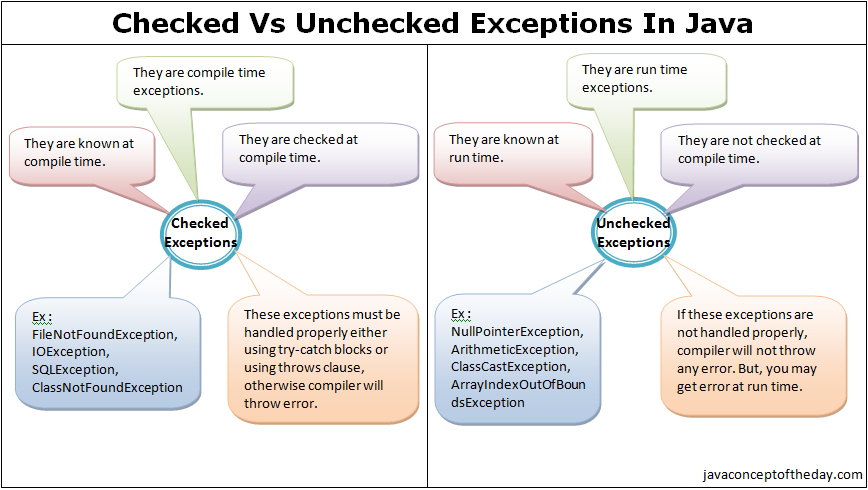 Checked Vs Unchecked Exceptions In Java
They are compile time
exceptions.
They are known at
compile time.
They are checked at
compile time.
Checked
Exceptions
Ex :
FileNotFoundException,
IOException,
SQLException,
ClassNotFoundException
These exceptions must be
handled properly either
using try-catch blocks or
using throws clause,
otherwise compiler will
throw error.
They are run time
exceptions.
They are known at
run time.
They are not checked at
compile time.
Unchecked
Exceptions
Ex :
NullPointerException,
ArithmeticException,
ClassCastException,
ArrayIndexOutOfBoun
dsException
If these exceptions are
not handled properly,
compiler will not throw
any error. But, you may
get error at run time.
javaconceptoftheday.com